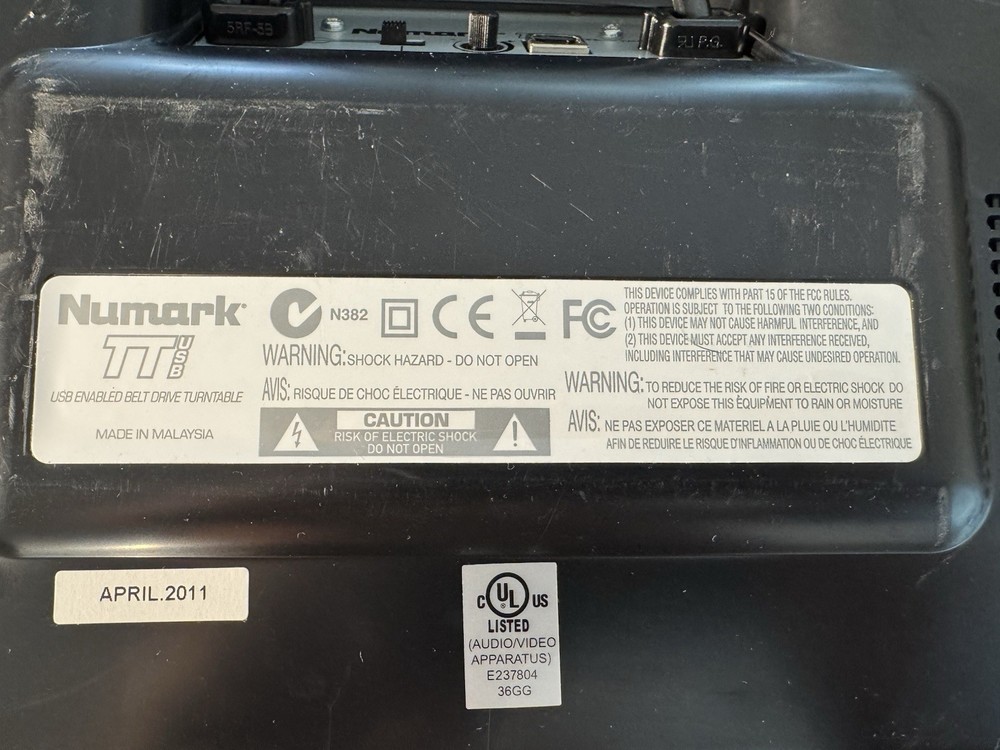 5RF-5B
Numark
Numark
TT USB
USB ENABLED BELT DRIVE TURNTABLE
MADE IN MALAYSIA
N382
CE
WARNING: SHOCK HAZARD - DO NOT OPEN
AVIS: RISQUE DE CHOC ÉLECTRIQUE - NE PAS OUVRIR
CAUTION
RISK OF ELECTRIC SHOCK
DO NOT OPEN
FC
THIS DEVICE COMPLIES WITH PART 15 OF THE FCC RULES.
OPERATION IS SUBJECT TO THE FOLLOWING TWO CONDITIONS:
(1) THIS DEVICE MAY NOT CAUSE HARMFUL INTERFERENCE, AND
(2) THIS DEVICE MUST ACCEPT ANY INTERFERENCE RECEIVED,
INCLUDING INTERFERENCE THAT MAY CAUSE UNDESIRED OPERATION.
WARNING: TO REDUCE THE RISK OF FIRE OR ELECTRIC SHOCK DO
NOT EXPOSE THIS EQUIPMENT TO RAIN OR MOISTURE
AVIS: NE PAS EXPOSER CE MATERIEL A LA PLUIE OU L'HUMIDITE
AFIN DE REDUIRE LE RISQUE D'INFLAMMATION OU DE CHOC ÉLECTRIQUE
APRIL.2011
C UL US
®
LISTED
(AUDIO/VIDEO
APPARATUS)
E237804
36GG